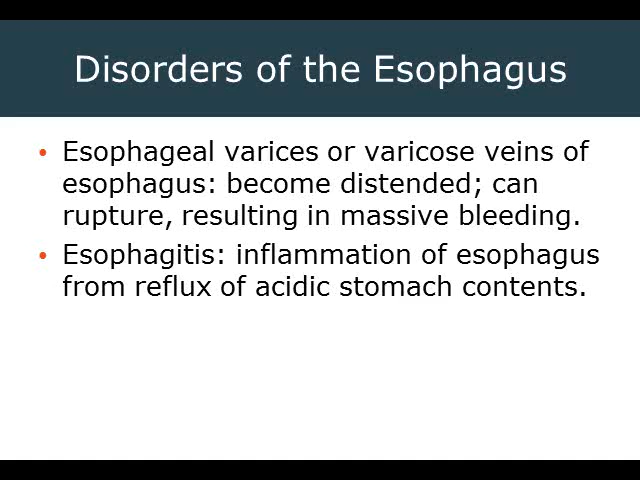 Disorders of the Esophagus
• Esophageal varices or varicose veins of
esophagus: become distended; can
rupture, resulting in massive bleeding.
• Esophagitis: inflammation of esophagus
from reflux of acidic stomach contents.